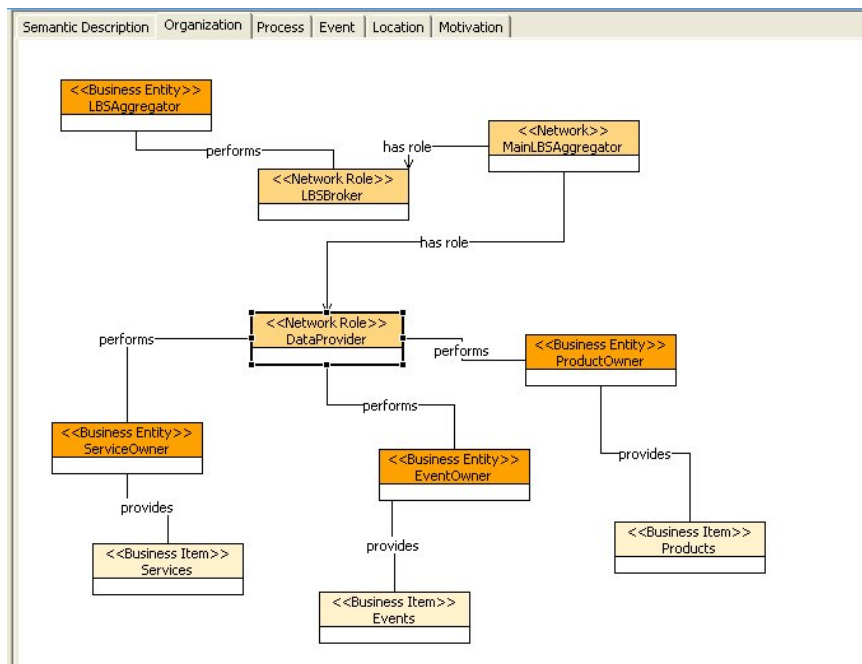 Semantic Description Organization Process Event Location Motivation
<<Business Entity>>
LBSAggregator
performs
has role
<<Network>>
MainLBSAggregator
<<Network Role>>
LBSBroker
has role
<<Network Role>>
DataProvider
performs
performs
<<Business Entity>>
ProductOwner
performs
<<Business Entity>>
ServiceOwner
<<Business Entity>>
EventOwner
provides
provides
<<Business Item>>
Services
provides
<<Business Item>>
Products
<<Business Item>>
Events